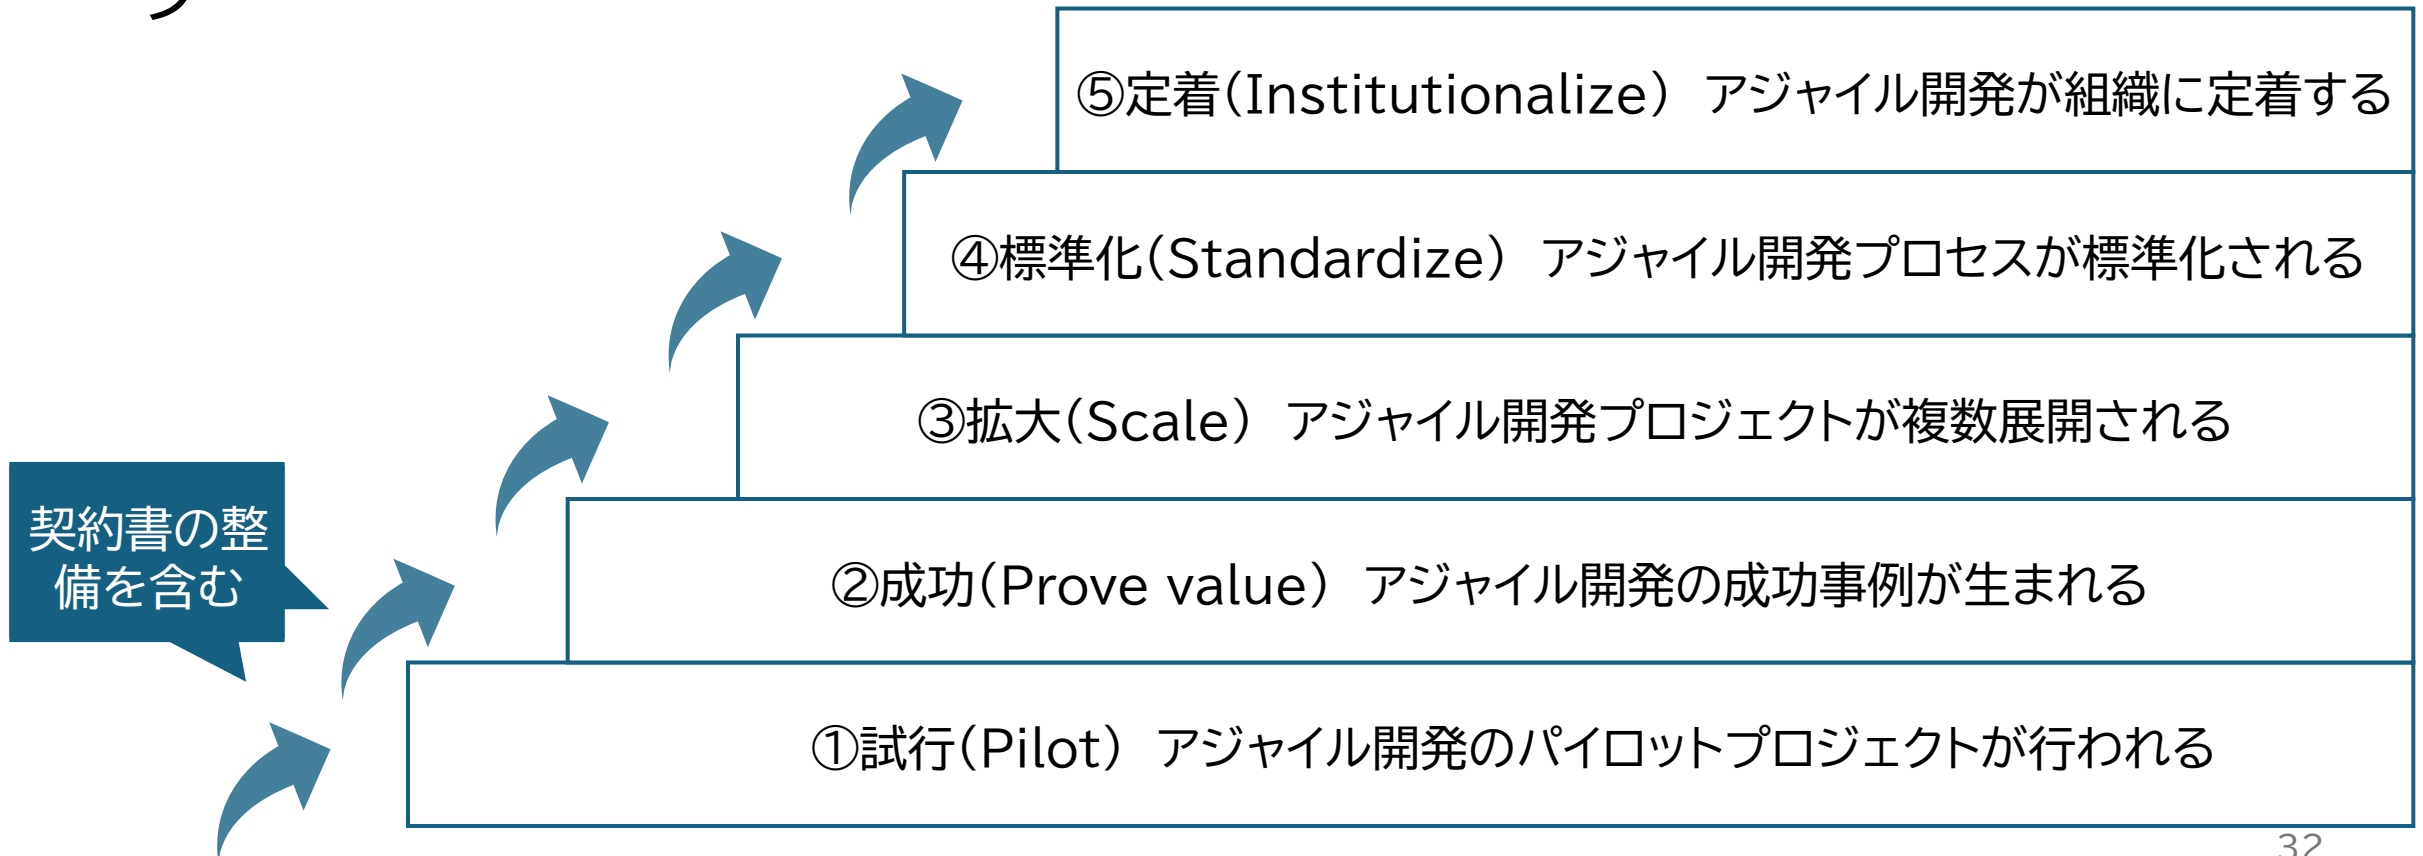 ⑤定着(Institutionalize) アジャイル開発が組織に定着する
④標準化(Standardize) アジャイル開発プロセスが標準化される
③拡大(Scale) アジャイル開発プロジェクトが複数展開される
契約書の整
備を含む
②成功(Prove value) アジャイル開発の成功事例が生まれる
①試行(Pilot) アジャイル開発のパイロットプロジェクトが行われる
32